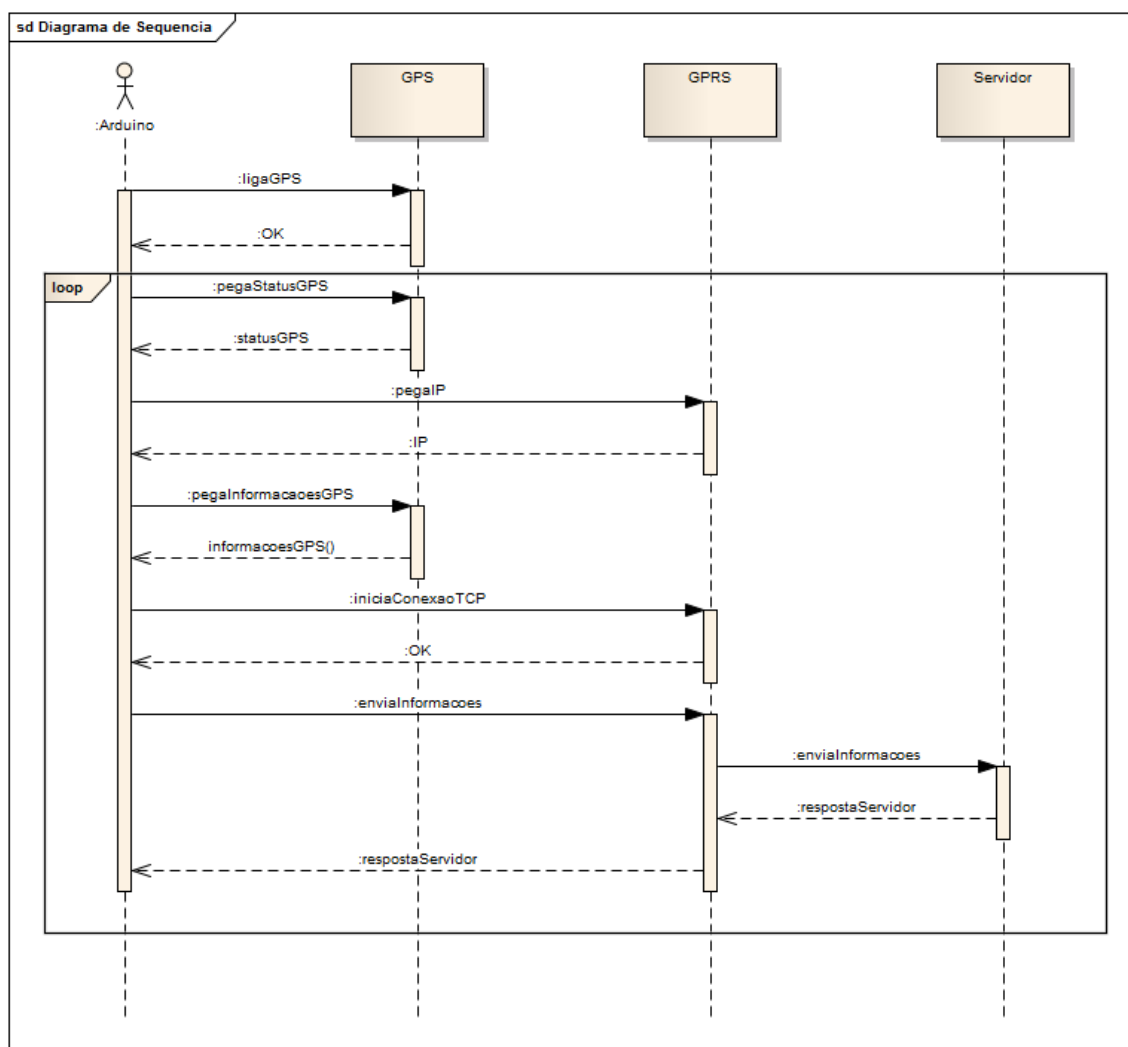 sd Diagrama de Sequencia
:Arduino
GPS
GPRS
Servidor
:ligaGPS
:OK
loop
:pegaStatusGPS
:statusGPS
:pegaIP
:IP
:pegaInformacaoesGPS
informacoesGPS()
:iniciaConexaoTCP
:OK
:enviaInformacoes
:enviaInformacoes
:respostaServidor
:respostaServidor